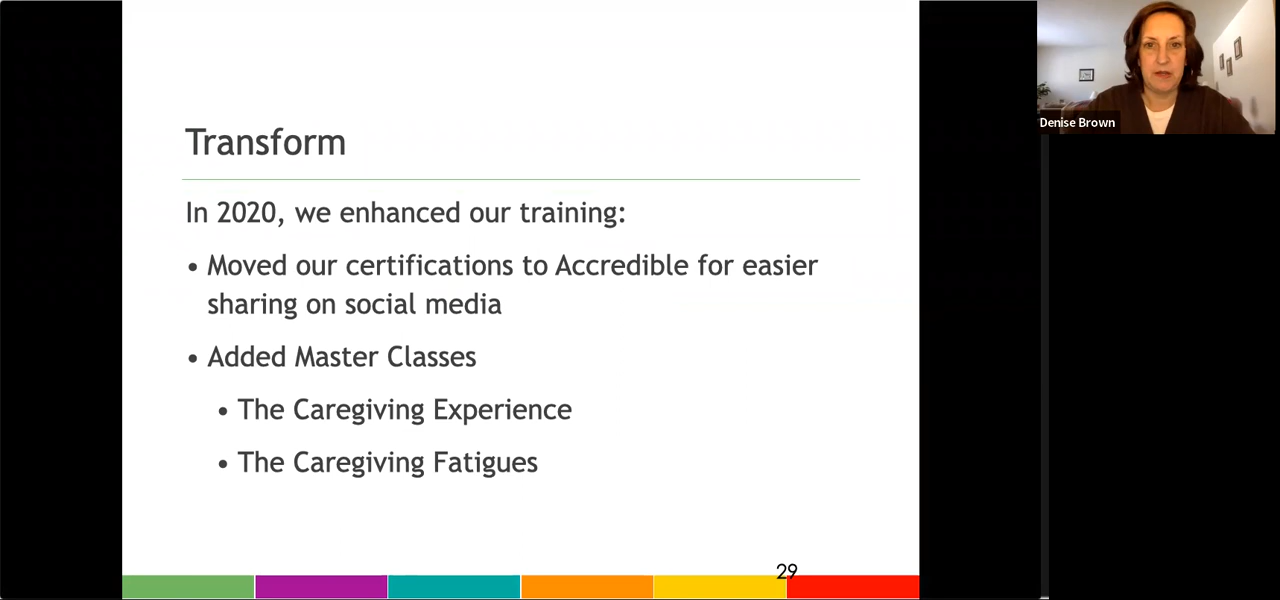 Transform
In 2020, we enhanced our training:
• Moved our certifications to Accredible for easier
sharing on social media
• Added Master Classes
• The Caregiving Experience
• The Caregiving Fatigues
29
Denise Brown